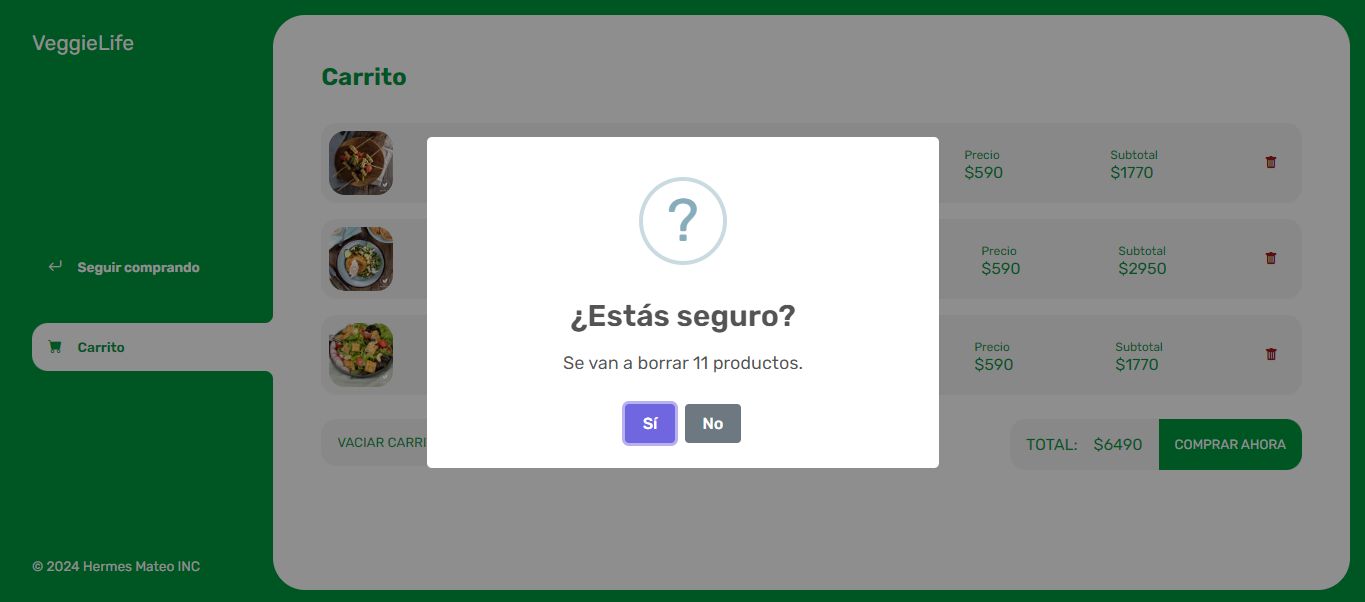 VeggieLife
Seguir comprando
Carrito
© 2024 Hermes Mateo INC
Carrito
Precio
$590
Subtotal
$1770
Precio
$590
Subtotal
$2950
Precio
$590
Subtotal
$1770
VACIAR CARRI
TOTAL: $6490
COMPRAR AHORA
?
¿Estás seguro?
Se van a borrar 11 productos.
Sí
No